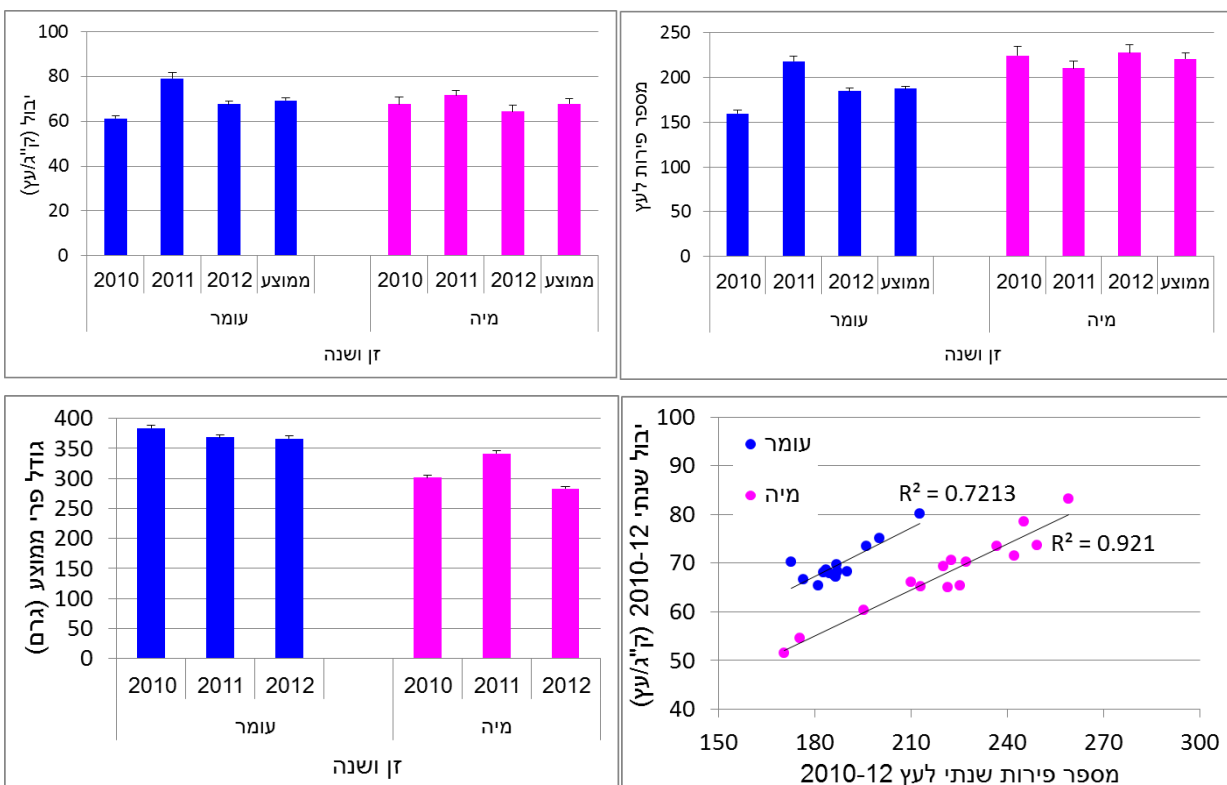 יבול (ק"ג/עץ)
100
80
60
40
20
0
2010 2011 2012 ממוצע 2010 2011 2012 ממוצע
עומר מיה
זן ושנה
מספר פירות לעץ
250
200
150
100
50
0
2010 2011 2012 ממוצע 2010 2011 2012 ממוצע
עומר מיה
זן ושנה
גודל פרי ממוצע (גרם)
400
350
300
250
200
150
100
50
0
2010 2011 2012 2010 2011 2012
עומר מיה
זן ושנה
יבול שנתי 2010-12 (ק"ג/עץ)
100
90
80
70
60
50
40
עומר
מיה
R² = 0.7213
R² = 0.921
150 180 210 240 270 300
מספר פירות שנתי לעץ 2010-12